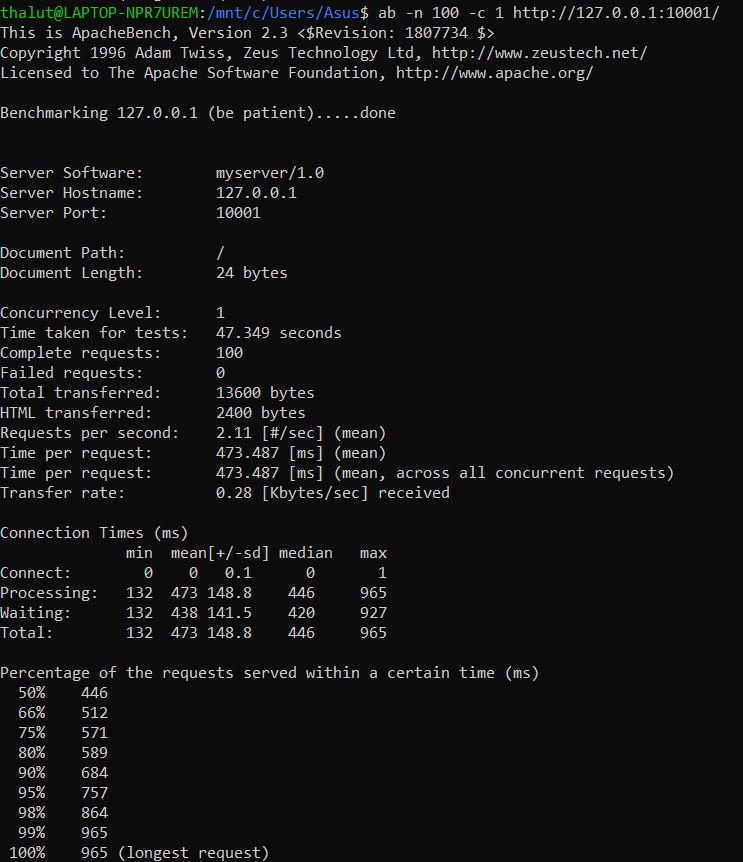 thalut@LAPTOP-NPR7UREM:/mnt/c/Users/Asus$ ab -n 100 -c 1 http://127.0.0.1:10001/
This is ApacheBench, Version 2.3 <$Revision: 1807734 $>
Copyright 1996 Adam Twiss, Zeus Technology Ltd, http://www.zeustech.net/
Licensed to The Apache Software Foundation, http://www.apache.org/

Benchmarking 127.0.0.1 (be patient).....done


Server Software:        myserver/1.0
Server Hostname:        127.0.0.1
Server Port:            10001

Document Path:          /
Document Length:        24 bytes

Concurrency Level:      1
Time taken for tests:   47.349 seconds
Complete requests:      100
Failed requests:        0
Total transferred:      13600 bytes
HTML transferred:       2400 bytes
Requests per second:    2.11 [#/sec] (mean)
Time per request:       473.487 [ms] (mean)
Time per request:       473.487 [ms] (mean, across all concurrent requests)
Transfer rate:          0.28 [Kbytes/sec] received

Connection Times (ms)
              min  mean[+/-sd] median   max
Connect:        0    0   0.1      0       1
Processing:   132  473 148.8    446     965
Waiting:      132  438 141.5    420     927
Total:        132  473 148.8    446     965

Percentage of the requests served within a certain time (ms)
  50%    446
  66%    512
  75%    571
  80%    589
  90%    684
  95%    757
  98%    864
  99%    965
 100%    965 (longest request)